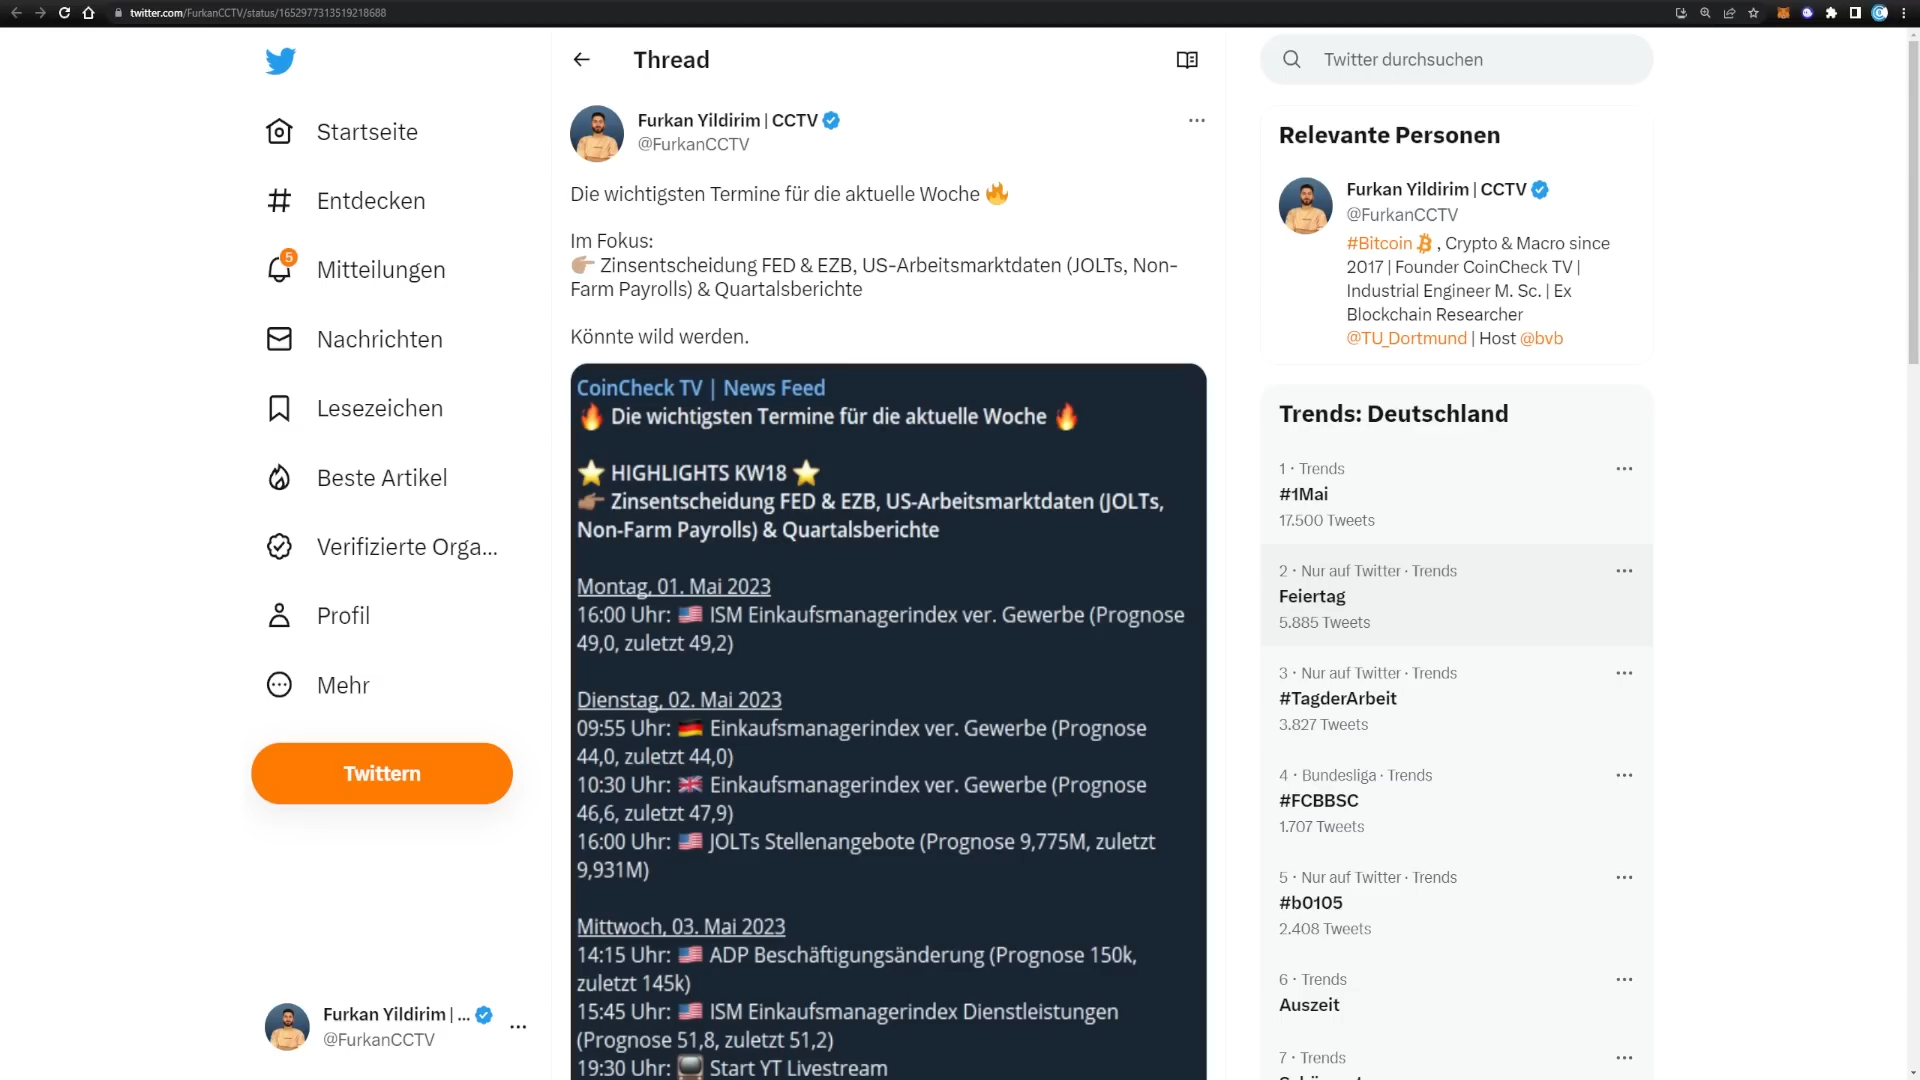 twitter.com/FurkanCCTV/status/1652977313519218688
Startseite
Entdecken
5
Mitteilungen
Nachrichten
Lesezeichen
Beste Artikel
Verifizierte Orga...
Profil
Mehr
Twittern
Furkan Yildirim | ...
@FurkanCCTV
Thread
Furkan Yildirim | CCTV
@FurkanCCTV
Die wichtigsten Termine für die aktuelle Woche 🔥
Im Fokus:
👉🏽 Zinsentscheidung FED & EZB, US-Arbeitsmarktdaten (JOLTs, Non-
Farm Payrolls) & Quartalsberichte
Könnte wild werden.
CoinCheck TV | News Feed
🔥 Die wichtigsten Termine für die aktuelle Woche 🔥
⭐ HIGHLIGHTS KW18 ⭐
👉🏽 Zinsentscheidung FED & EZB, US-Arbeitsmarktdaten (JOLTs,
Non-Farm Payrolls) & Quartalsberichte
Montag, 01. Mai 2023
16:00 Uhr: 🇺🇸 ISM Einkaufsmanagerindex ver. Gewerbe (Prognose
49,0, zuletzt 49,2)
Dienstag, 02. Mai 2023
09:55 Uhr: 🇩🇪 Einkaufsmanagerindex ver. Gewerbe (Prognose
44,0, zuletzt 44,0)
10:30 Uhr: 🇬🇧 Einkaufsmanagerindex ver. Gewerbe (Prognose
46,6, zuletzt 47,9)
16:00 Uhr: 🇺🇸 JOLTs Stellenangebote (Prognose 9,775M, zuletzt
9,931M)
Mittwoch, 03. Mai 2023
14:15 Uhr: 🇺🇸 ADP Beschäftigungsänderung (Prognose 150k,
zuletzt 145k)
15:45 Uhr: 🇺🇸 ISM Einkaufsmanagerindex Dienstleistungen
(Prognose 51,8, zuletzt 51,2)
19:30 Uhr: 📺 Start YT Livestream
Twitter durchsuchen
Relevante Personen
Furkan Yildirim | CCTV
@FurkanCCTV
#Bitcoin , Crypto & Macro since
2017 | Founder CoinCheck TV |
Industrial Engineer M. Sc. | Ex
Blockchain Researcher
@TU_Dortmund | Host @bvb
Trends: Deutschland
1 · Trends
#1Mai
17.500 Tweets
2 · Nur auf Twitter · Trends
Feiertag
5.885 Tweets
3 · Nur auf Twitter · Trends
#TagderArbeit
3.827 Tweets
4 · Bundesliga · Trends
#FCBBSC
1.707 Tweets
5 · Nur auf Twitter · Trends
#b0105
2.408 Tweets
6 · Trends
Auszeit
7 · Trends